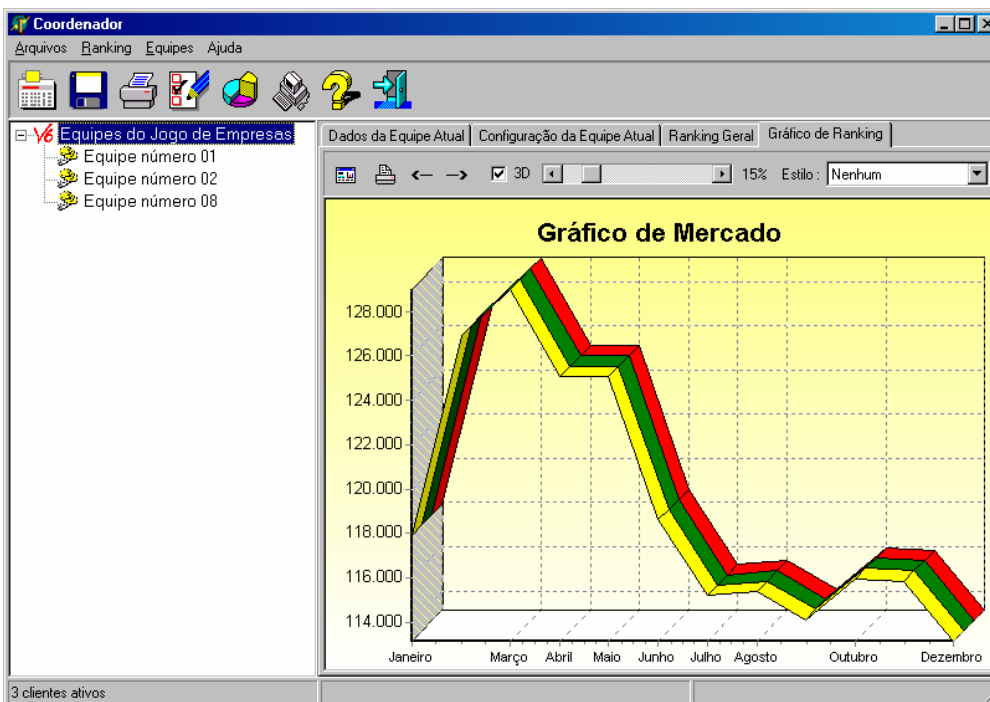 Coordenador
Arquivos Ranking Equipes Ajuda
Equipes do Jogo de Empresas
Equipe número 01
Equipe número 02
Equipe número 08
Dados da Equipe Atual Configuração da Equipe Atual Ranking Geral Gráfico de Ranking
3D 15% Estilo : Nenhum
Gráfico de Mercado
128.000
126.000
124.000
122.000
120.000
118.000
116.000
114.000
Janeiro Março Abril Maio Junho Julho Agosto Outubro Dezembro
3 clientes ativos